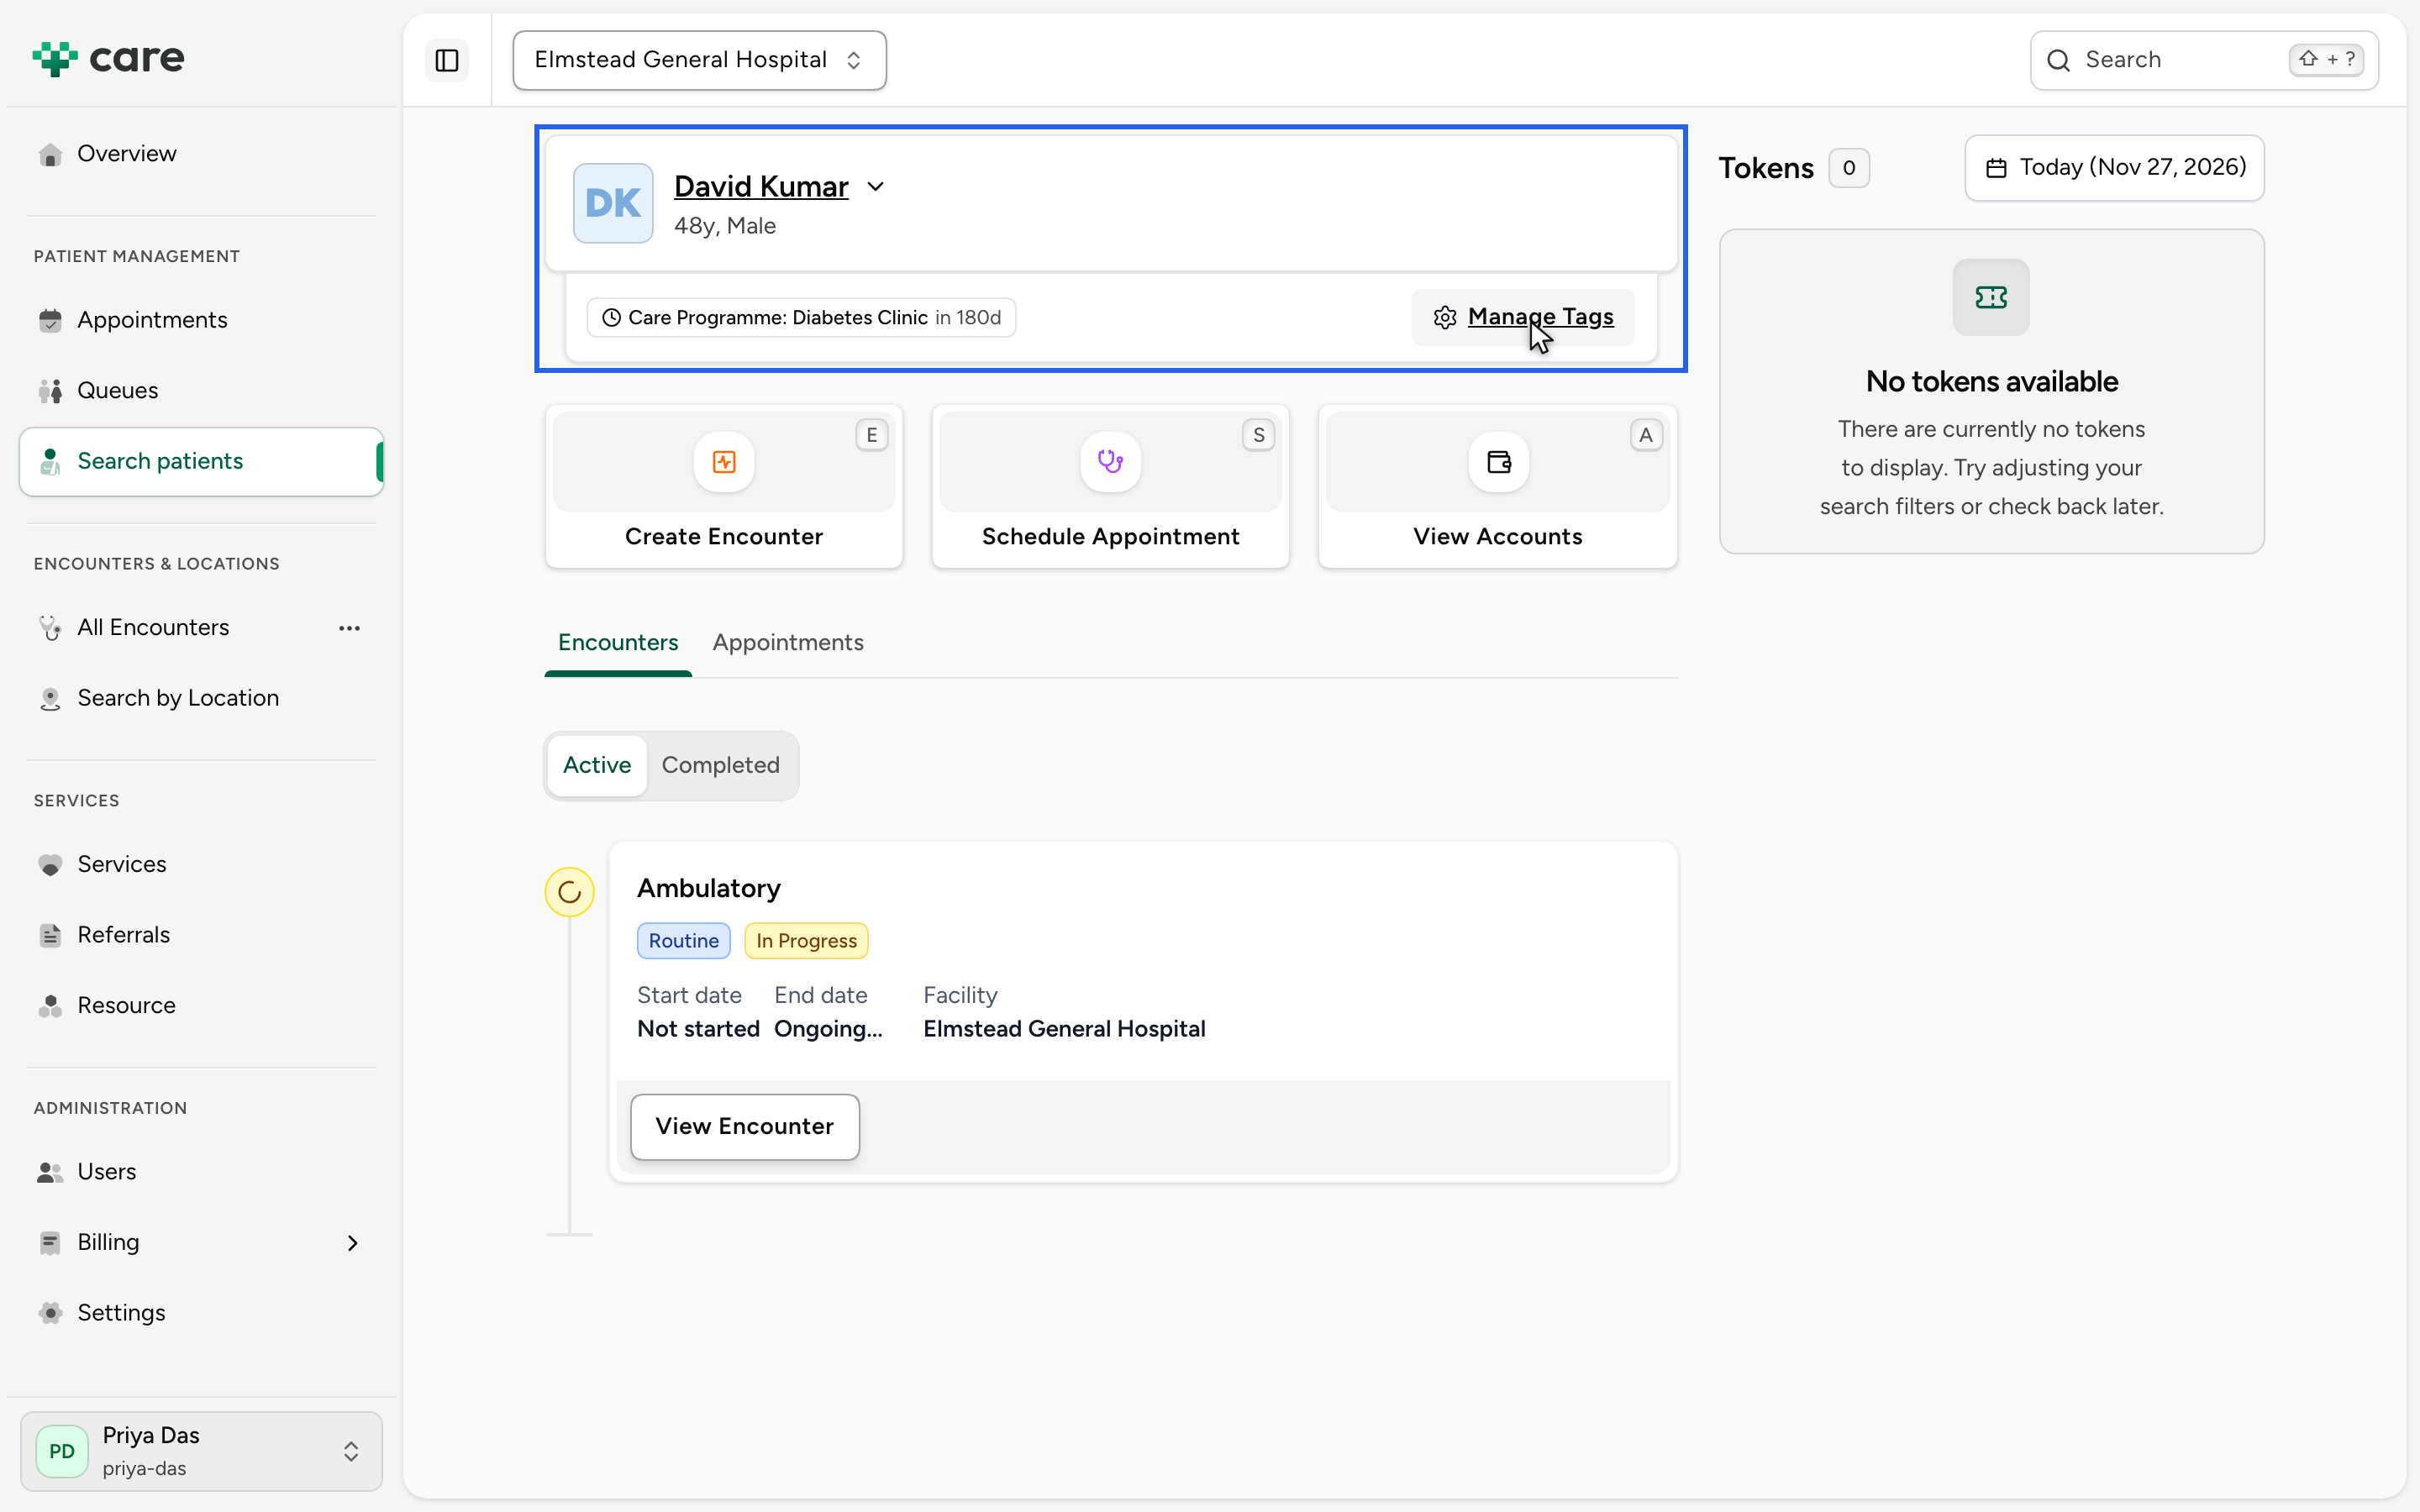 care
Elmstead General Hospital
Search
+ ?
Overview
PATIENT MANAGEMENT
Appointments
Queues
Search patients
ENCOUNTERS & LOCATIONS
All Encounters
Search by Location
SERVICES
Services
Referrals
Resource
ADMINISTRATION
Users
Billing
Settings
PD
Priya Das
priya-das
DK
David Kumar
48y, Male
Care Programme: Diabetes Clinic in 180d
Manage Tags
E
Create Encounter
S
Schedule Appointment
A
View Accounts
Encounters
Appointments
Active
Completed
Ambulatory
Routine
In Progress
Start date
Not started
End date
Ongoing...
Facility
Elmstead General Hospital
View Encounter
Tokens
0
Today (Nov 27, 2026)
No tokens available
There are currently no tokens
to display. Try adjusting your
search filters or check back later.